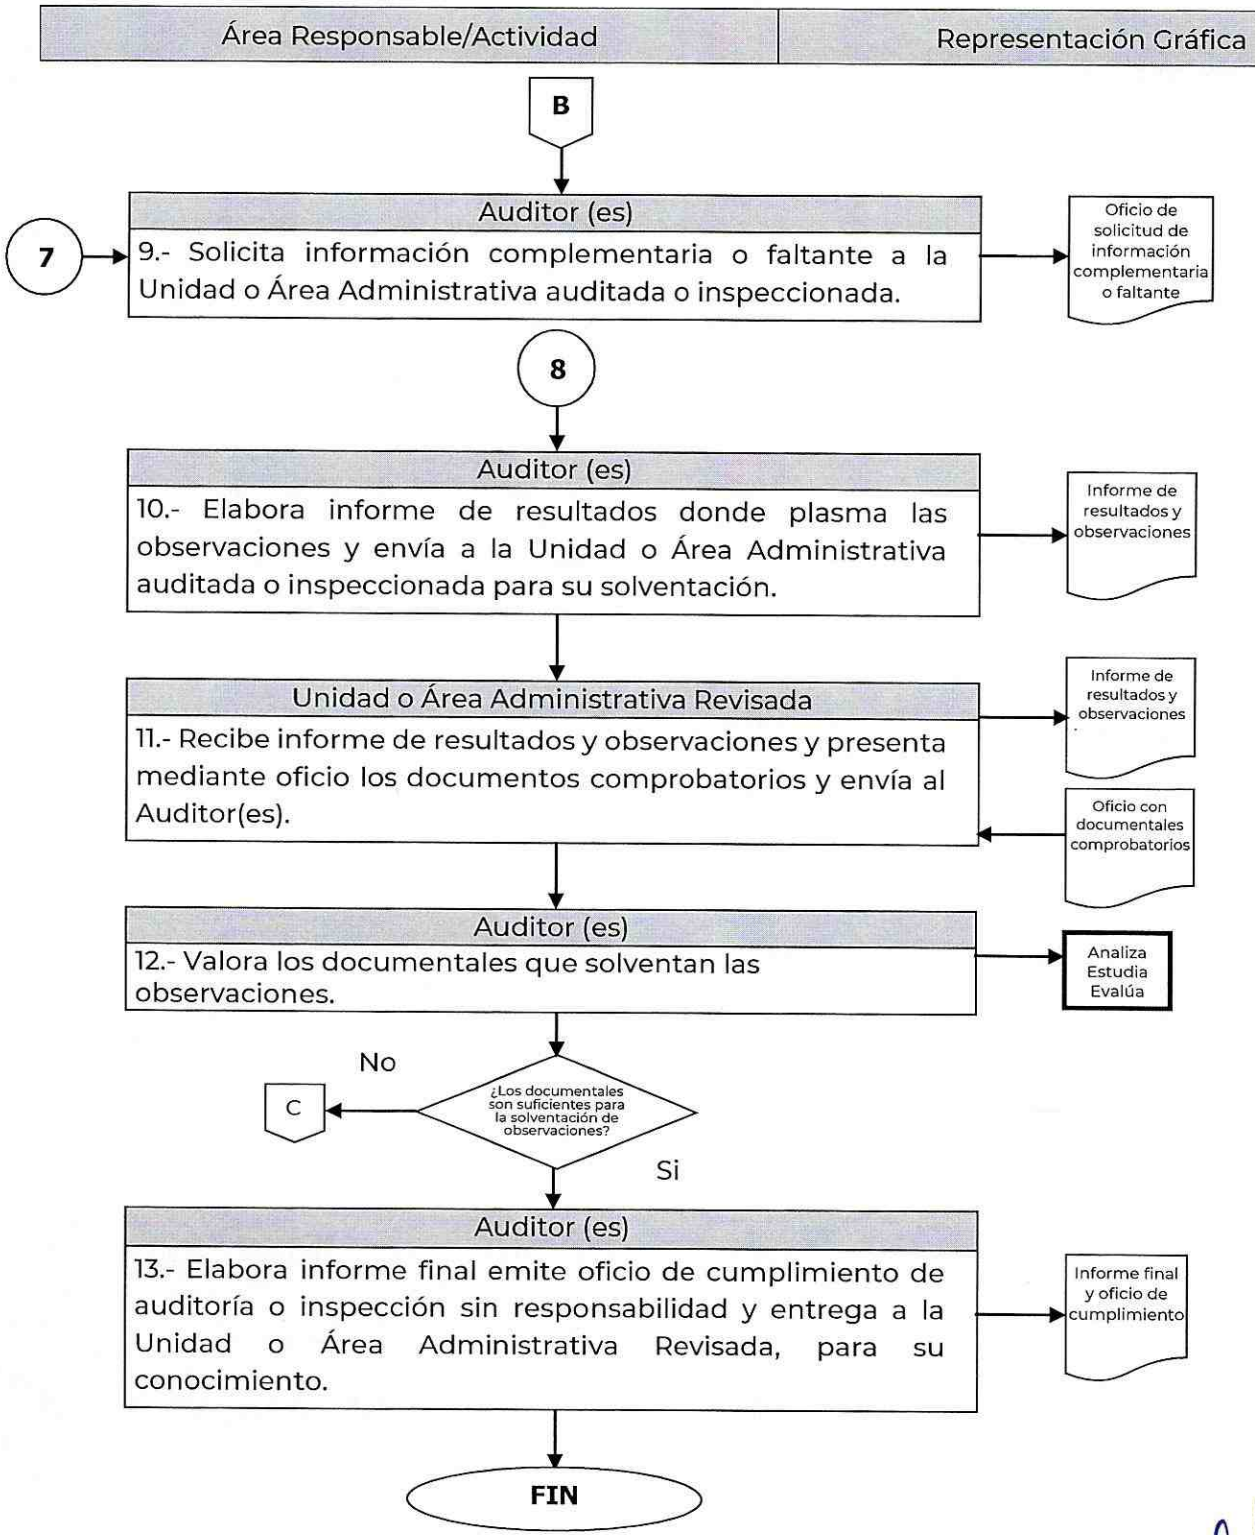 Área Responsable/Actividad
Representación Gráfica
B
Auditor (es)
7
9.- Solicita información complementaria o faltante a la
Unidad o Área Administrativa auditada o inspeccionada.
Oficio de
solicitud de
información
complementaria
o faltante
8
Auditor (es)
10.- Elabora informe de resultados donde plasma las
observaciones y envía a la Unidad o Área Administrativa
auditada o inspeccionada para su solventación.
Informe de
resultados y
observaciones
Unidad o Área Administrativa Revisada
11.- Recibe informe de resultados y observaciones y presenta
mediante oficio los documentos comprobatorios y envía al
Auditor(es).
Informe de
resultados y
observaciones
Oficio con
documentales
comprobatorios
Auditor (es)
12.- Valora los documentales que solventan las
observaciones.
Analiza
Estudia
Evalúa
No
C
¿Los documentales
son suficientes para
la solventación de
observaciones?
Si
Auditor (es)
13.- Elabora informe final emite oficio de cumplimiento de
auditoría o inspección sin responsabilidad y entrega a la
Unidad o Área Administrativa Revisada, para su
conocimiento.
Informe final
y oficio de
cumplimiento
FIN